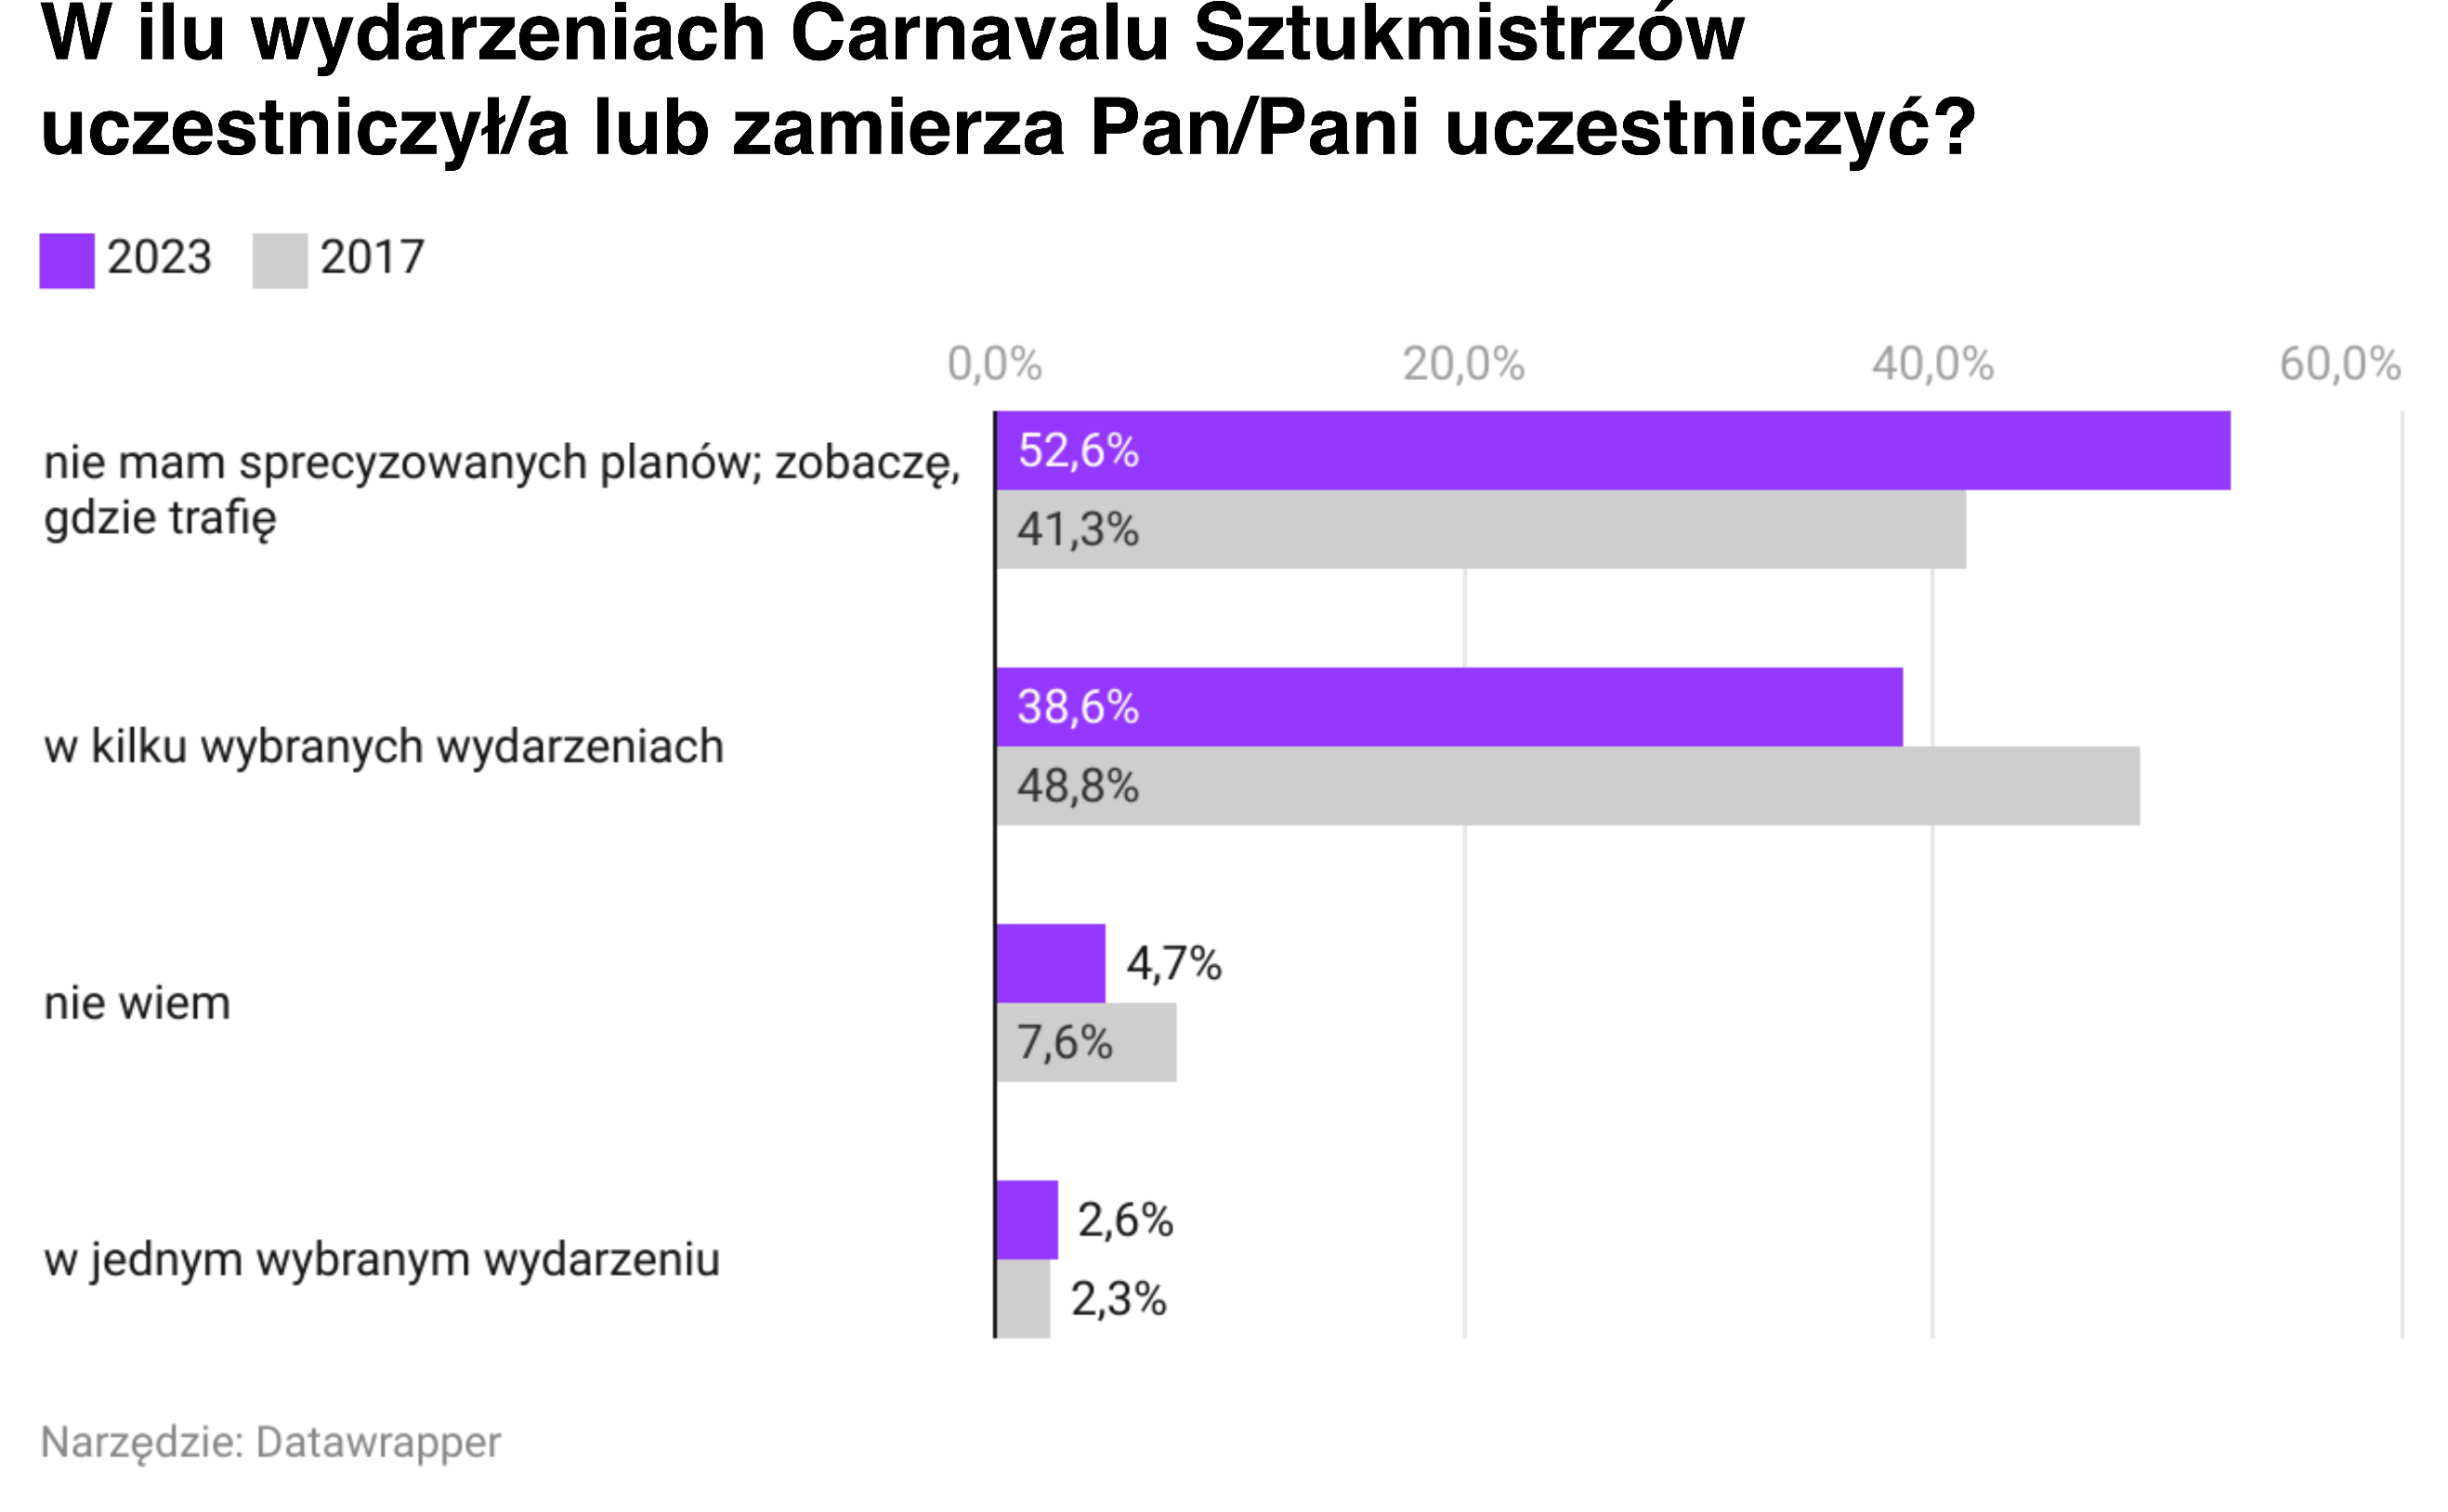 W ilu wydarzeniach Carnavalu Sztukmistrzów
uczestniczył/a lub zamierza Pan/Pani uczestniczyć?
2023 2017
0,0% 20,0% 40,0% 60,0%
nie mam sprecyzowanych planów; zobaczę,
gdzie trafię
52,6%
41,3%
w kilku wybranych wydarzeniach
38,6%
48,8%
nie wiem
4,7%
7,6%
w jednym wybranym wydarzeniu
2,6%
2,3%
Narzędzie: Datawrapper